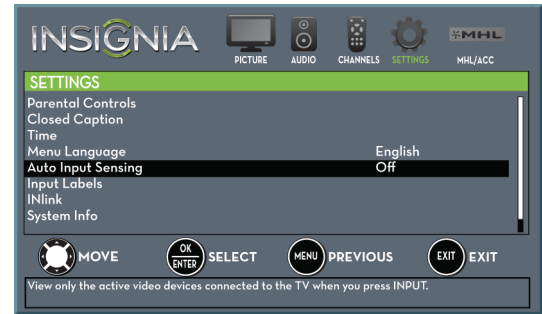 INSIGNIA
PICTURE AUDIO CHANNELS SETTINGS MHL MHL/ACC
SETTINGS
Parental Controls
Closed Caption
Time
Menu Language English
Auto Input Sensing Off
Input Labels
INlink
System Info
MOVE OK ENTER SELECT MENU PREVIOUS EXIT EXIT
View only the active video devices connected to the TV when you press INPUT.